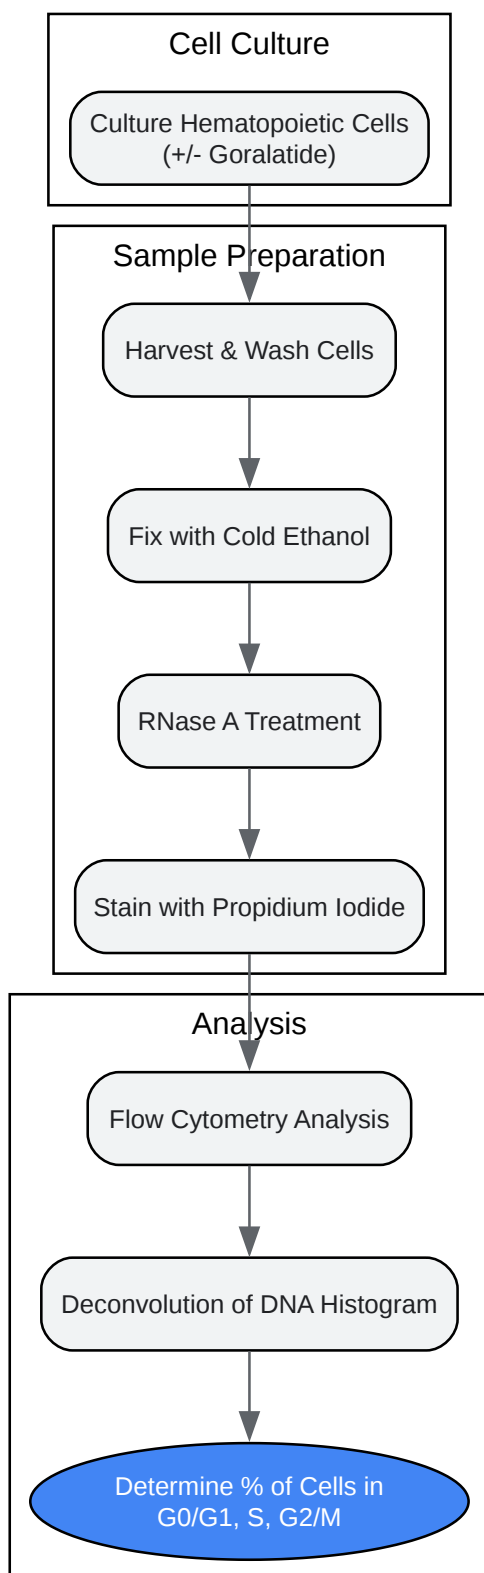 Cell Culture
Culture Hematopoietic Cells
(+/- Goralatide)
Sample Preparation
Harvest & Wash Cells
Fix with Cold Ethanol
RNase A Treatment
Stain with Propidium Iodide
Analysis
Flow Cytometry Analysis
Deconvolution of DNA Histogram
Determine % of Cells in
G0/G1, S, G2/M